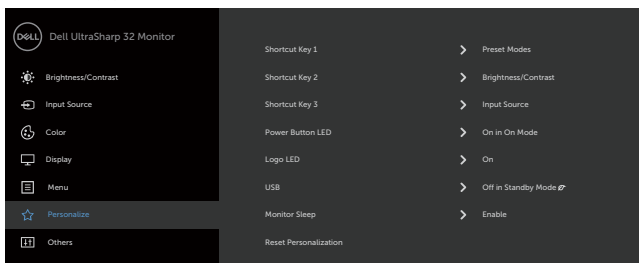 DELL Dell UltraSharp 32 Monitor
Shortcut Key 1 Preset Modes
Brightness/Contrast Shortcut Key 2 Brightness/Contrast
Input Source Shortcut Key 3 Input Source
Color Power Button LED On in On Mode
Display Logo LED On
Menu USB Off in Standby Mode
Personalize Monitor Sleep Enable
Others Reset Personalization